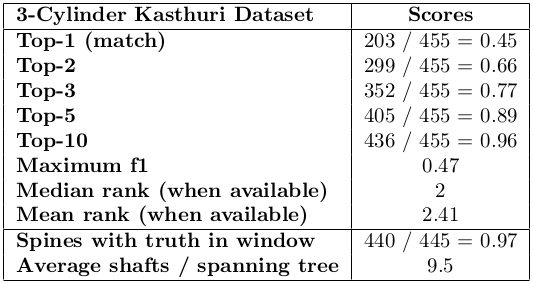 3-Cylinder Kasthuri Dataset Scores
Top-1 (match) 203 / 455 = 0.45
Top-2 299 / 455 = 0.66
Top-3 352 / 455 = 0.77
Top-5 405 / 455 = 0.89
Top-10 436 / 455 = 0.96
Maximum f1 0.47
Median rank (when available) 2
Mean rank (when available) 2.41
Spines with truth in window 440 / 445 = 0.97
Average shafts / spanning tree 9.5